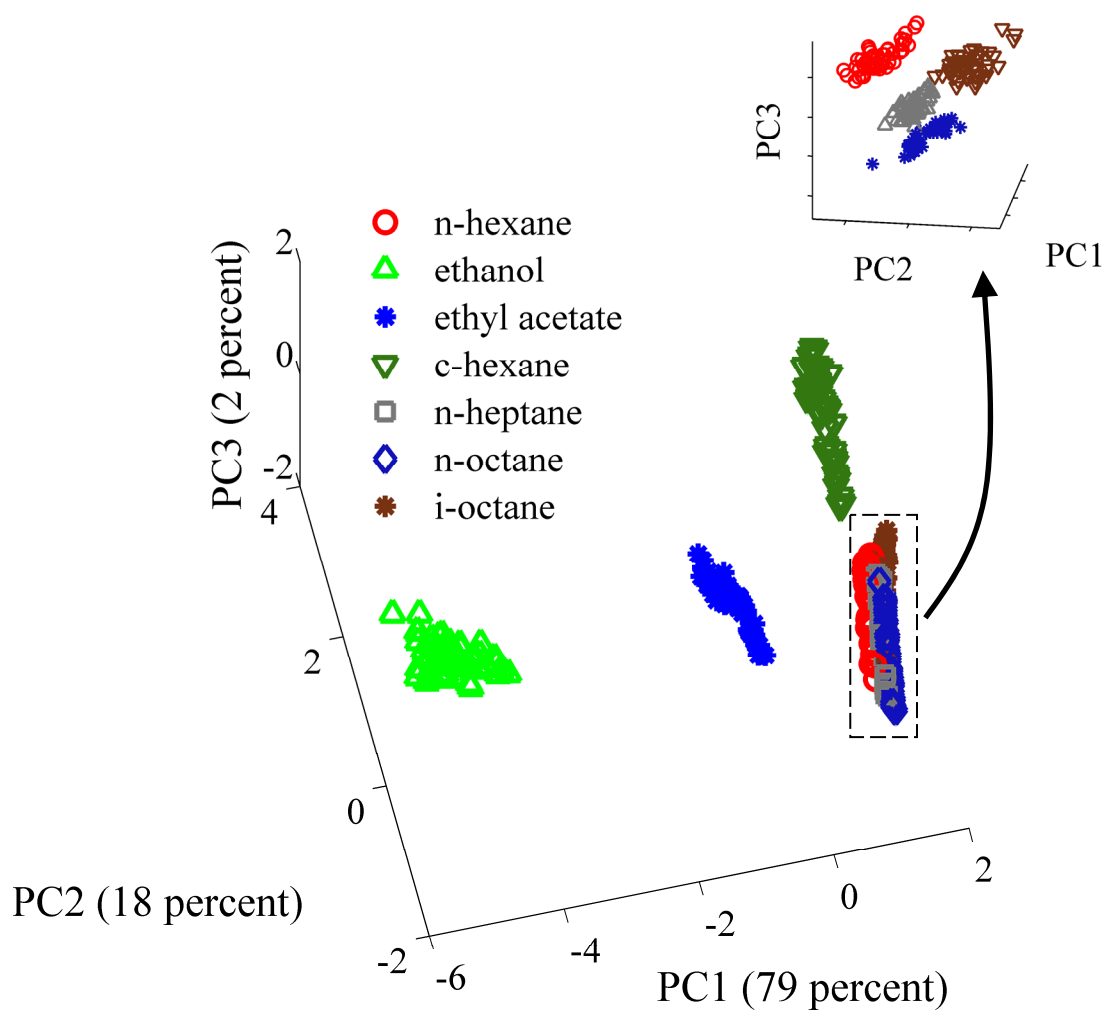 PC3
PC2
PC1
n-hexane
ethanol
ethyl acetate
c-hexane
n-heptane
n-octane
i-octane
PC3 (2 percent)
2
0
-2
4
2
0
-2
PC2 (18 percent)
-6
-4
-2
0
2
PC1 (79 percent)